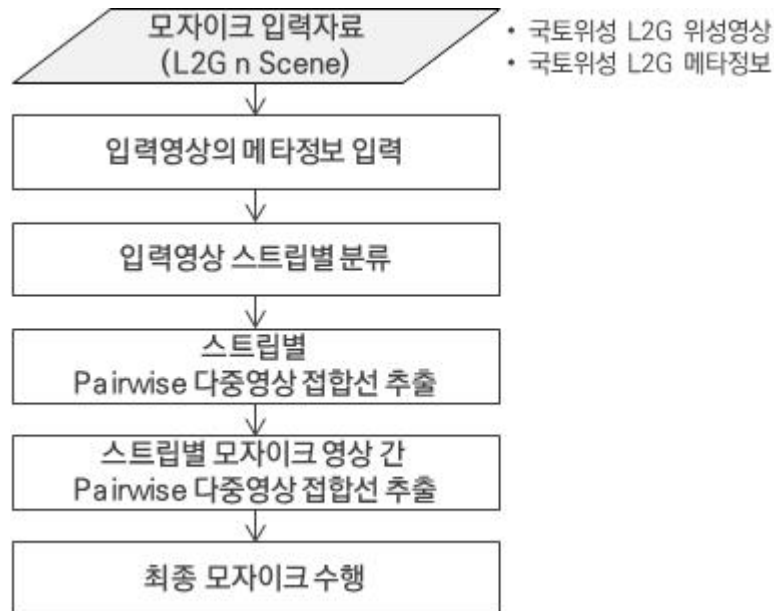 모자이크 입력자료
(L2G n Scene)
• 국토위성 L2G 위성영상
• 국토위성 L2G 메타정보
입력영상의 메타정보 입력
입력영상 스트립별 분류
스트립별
Pairwise 다중영상 접합선 추출
스트립별 모자이크 영상 간
Pairwise 다중영상 접합선 추출
최종 모자이크 수행